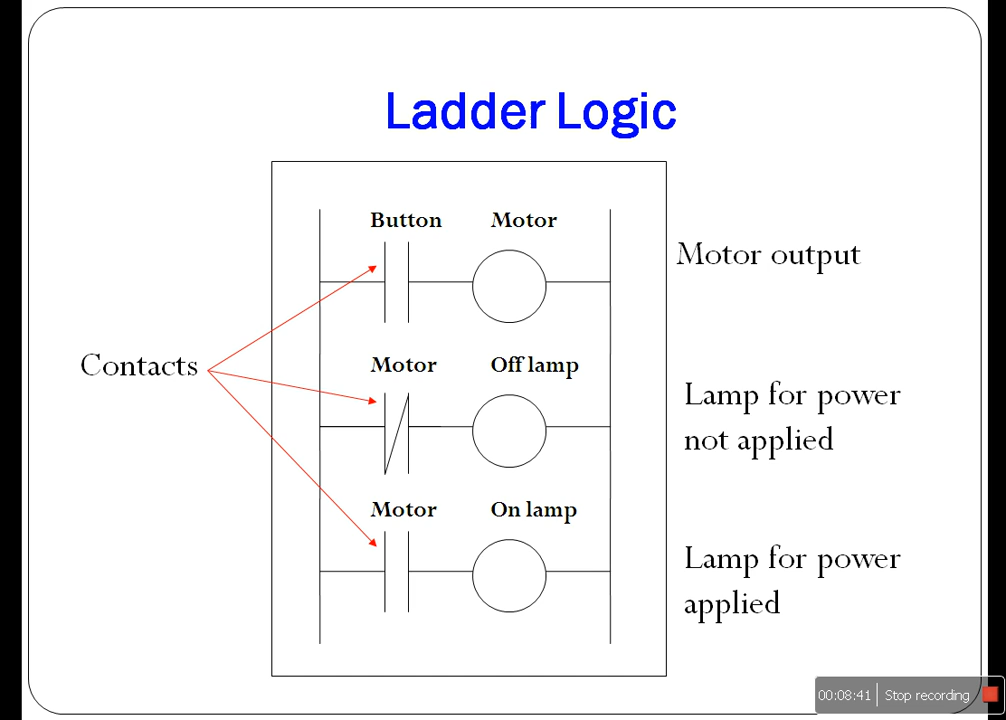 Ladder Logic
Button Motor
Motor output
Contacts
Motor Off lamp
Lamp for power
not applied
Motor On lamp
Lamp for power
applied
00:08:41 Stop recording